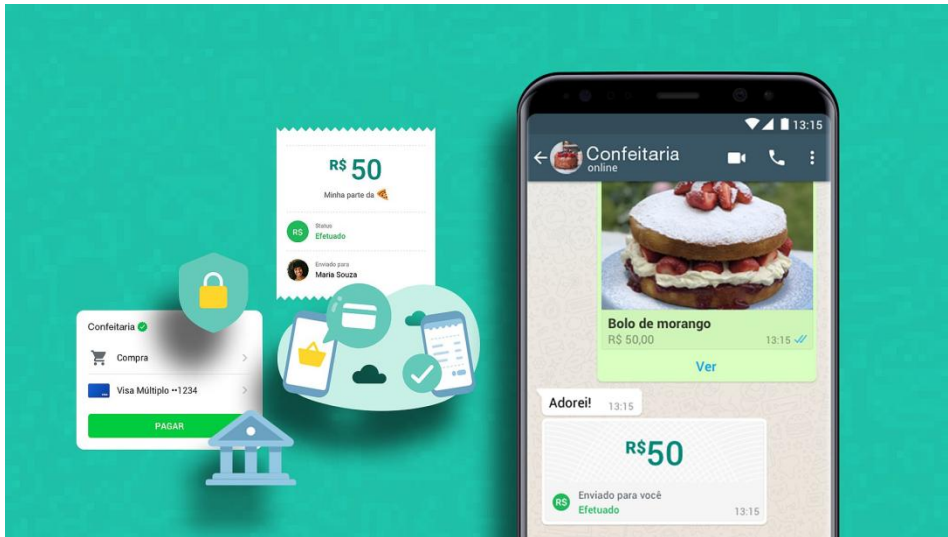 R$ 50
Minha parte da
RS
Status
Efetuado
Enviado para
Maria Souza
Confeitaria
Compra
Visa Múltiplo ••1234
PAGAR
13:15
Confeitaria
online
Bolo de morango
R$ 50,00 13:15
Ver
Adorei! 13:15
R$50
RS
Enviado para você
Efetuado 13:15